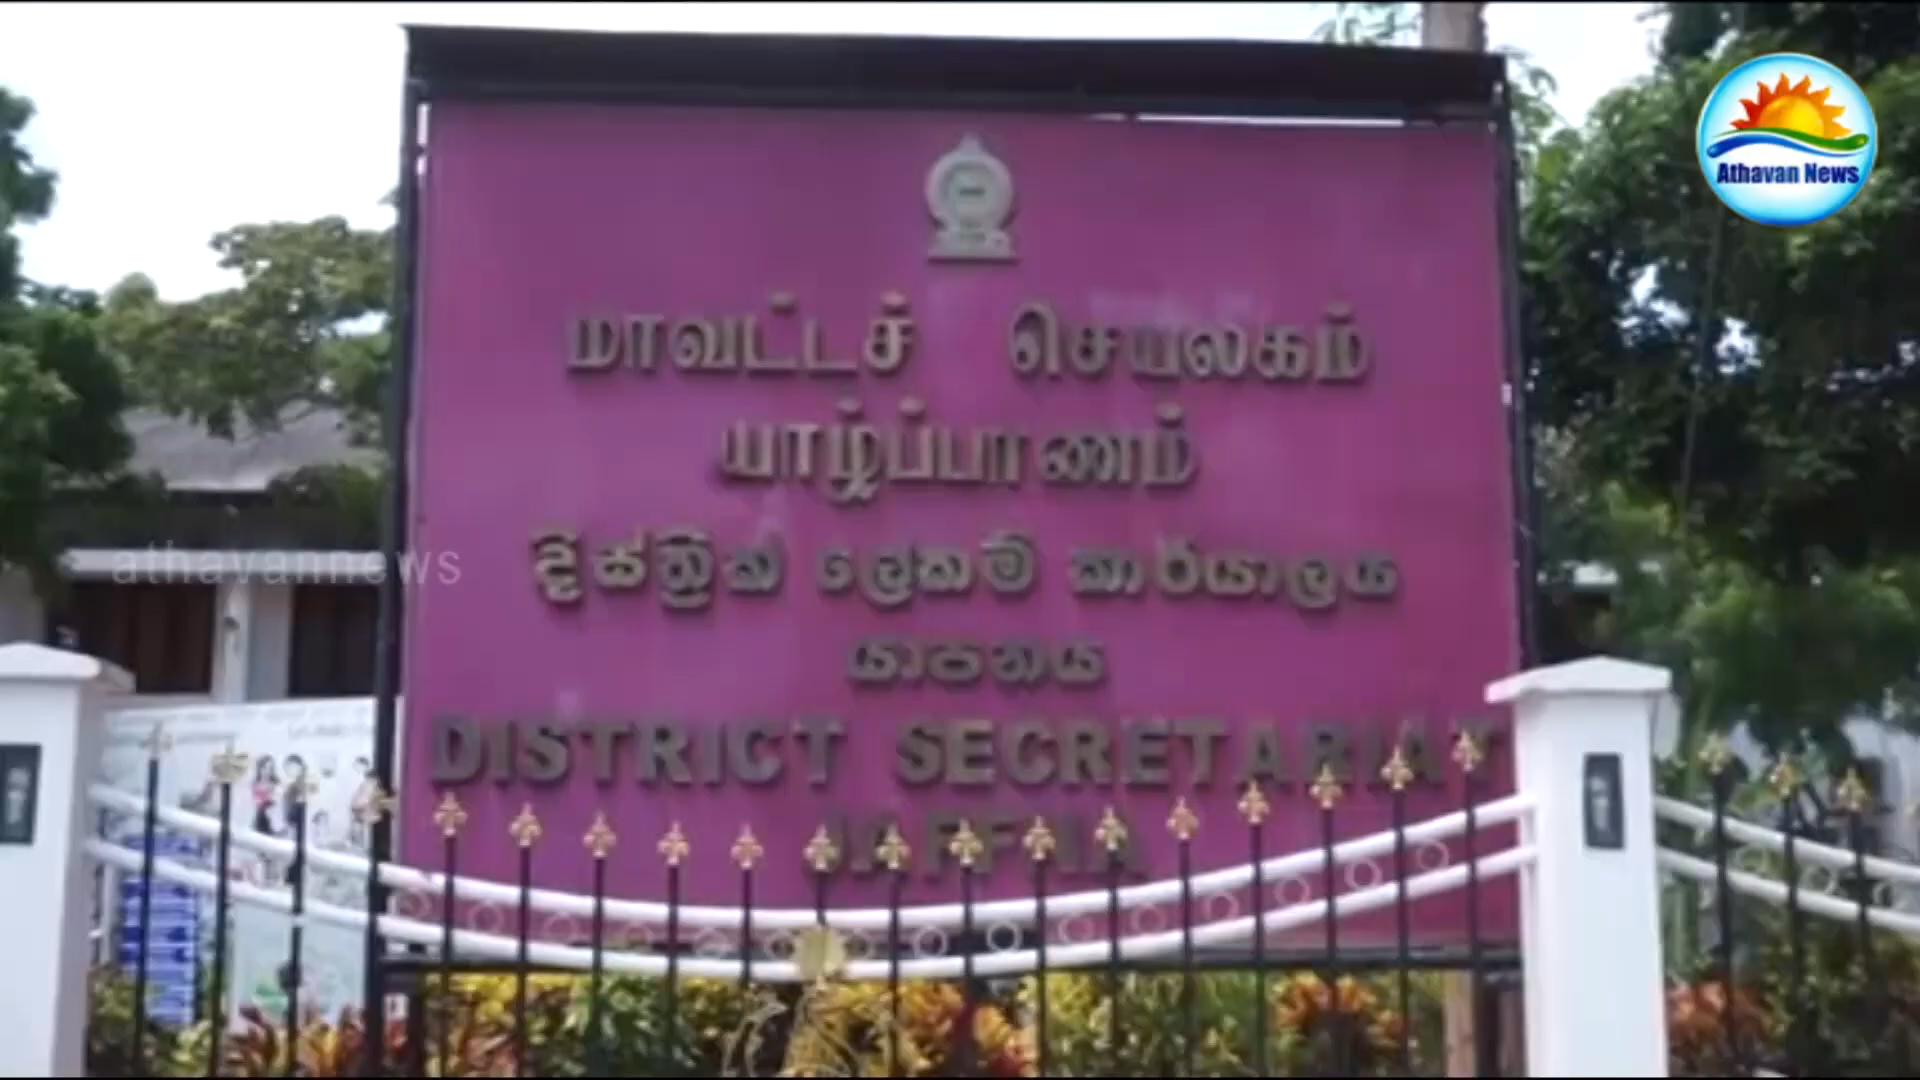 Athavan News
மாவட்டச் செயலகம்
யாழ்ப்பாணம்
දිස්ත්‍රික් ලේකම් කාර්යාලය
යාපනය
DISTRICT SECRETARIAT
JAFFNA
athavannews